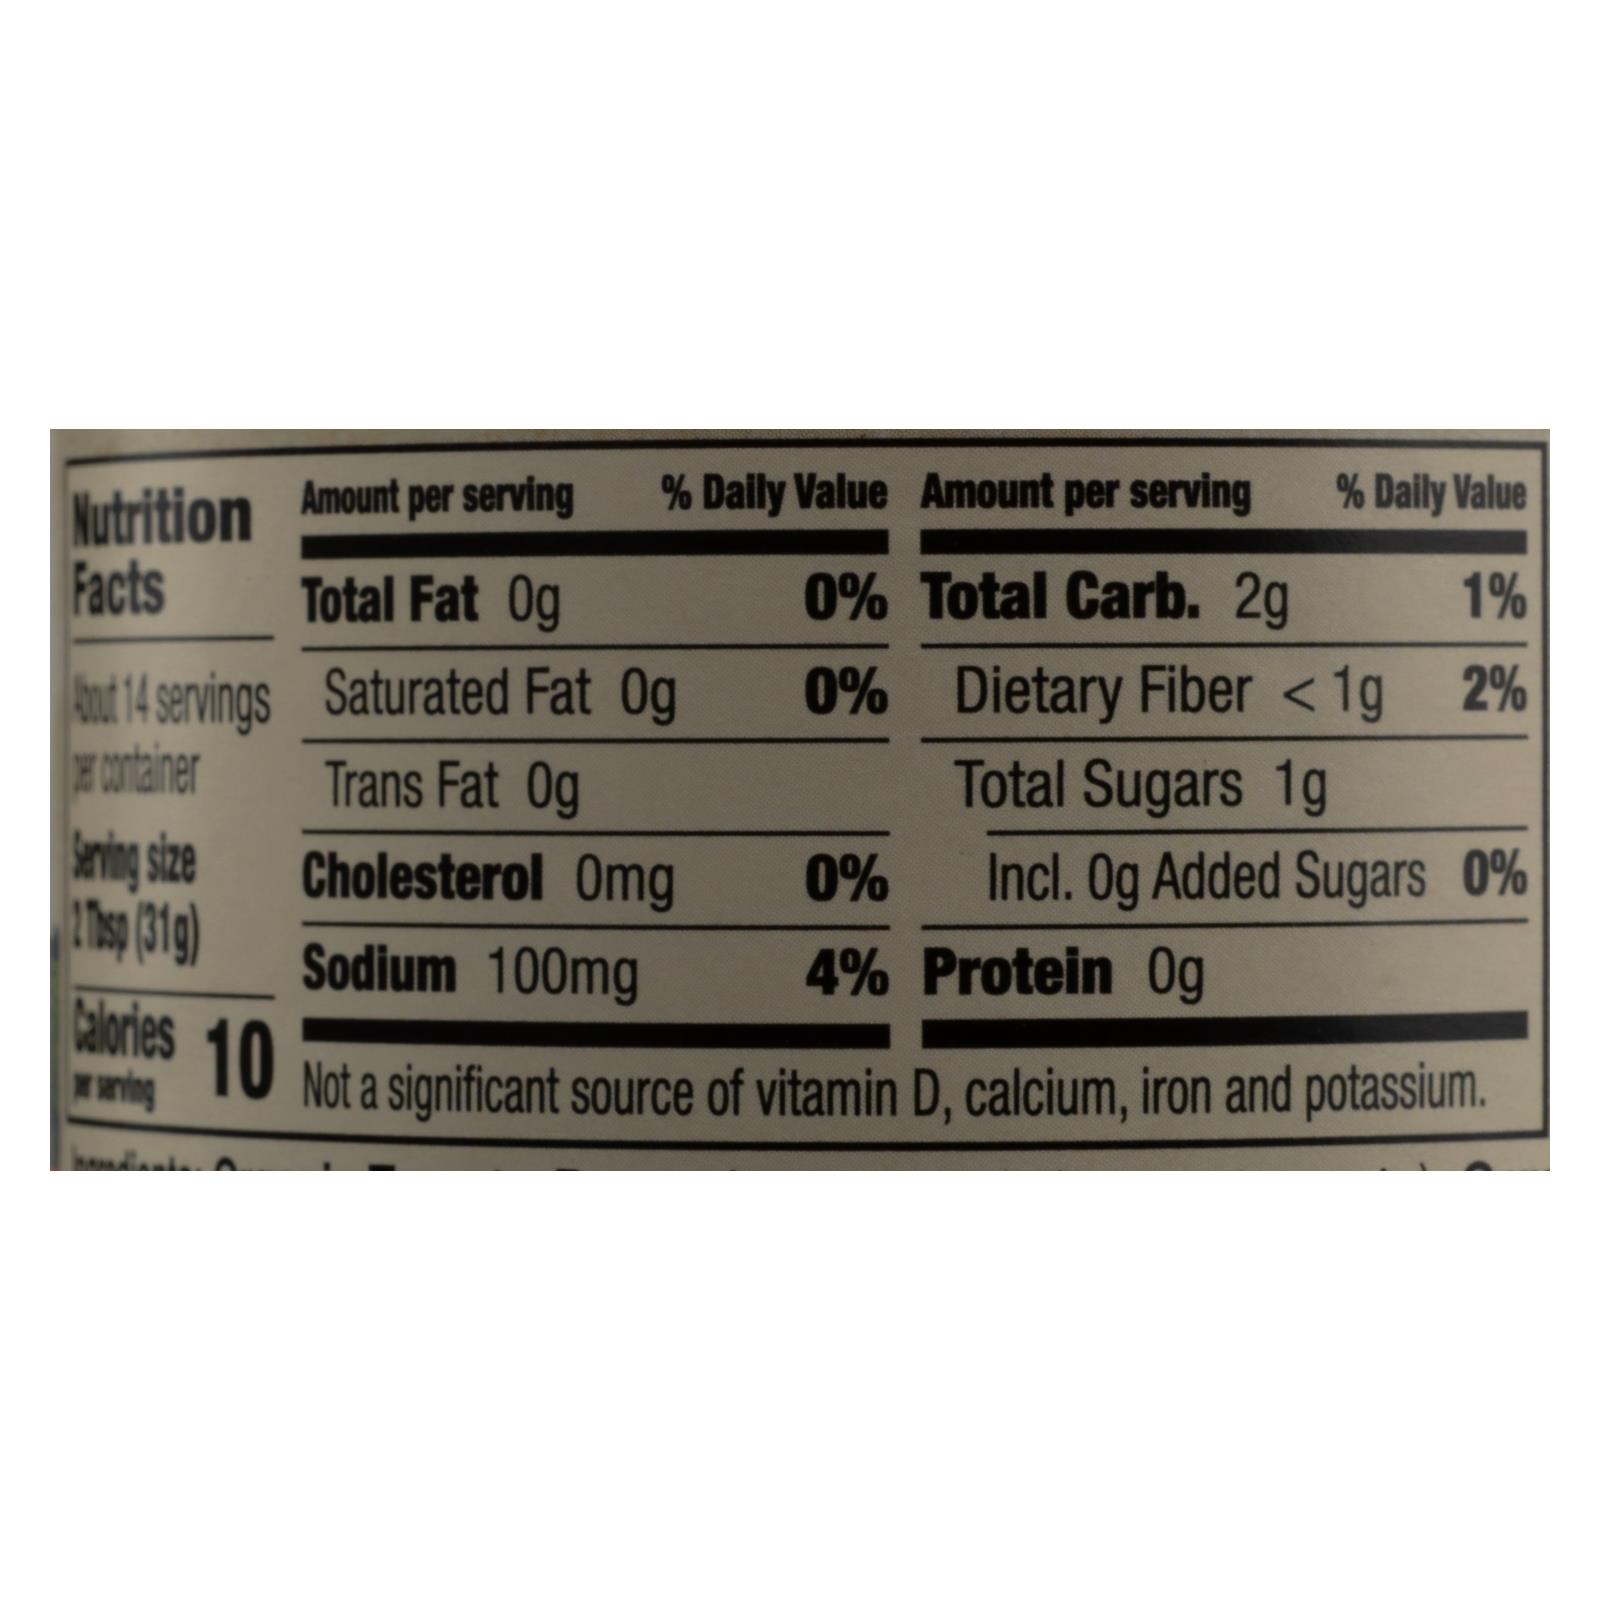 Nutrition
Facts
About 14 servings
per container
Serving size
2 Tbsp (31g)
Calories 10
per serving
Amount per serving % Daily Value
Total Fat 0g 0%
Saturated Fat 0g 0%
Trans Fat 0g
Cholesterol 0mg 0%
Sodium 100mg 4%
Amount per serving % Daily Value
Total Carb. 2g 1%
Dietary Fiber < 1g 2%
Total Sugars 1g
Incl. 0g Added Sugars 0%
Protein 0g
Not a significant source of vitamin D, calcium, iron and potassium.
Ingredients: